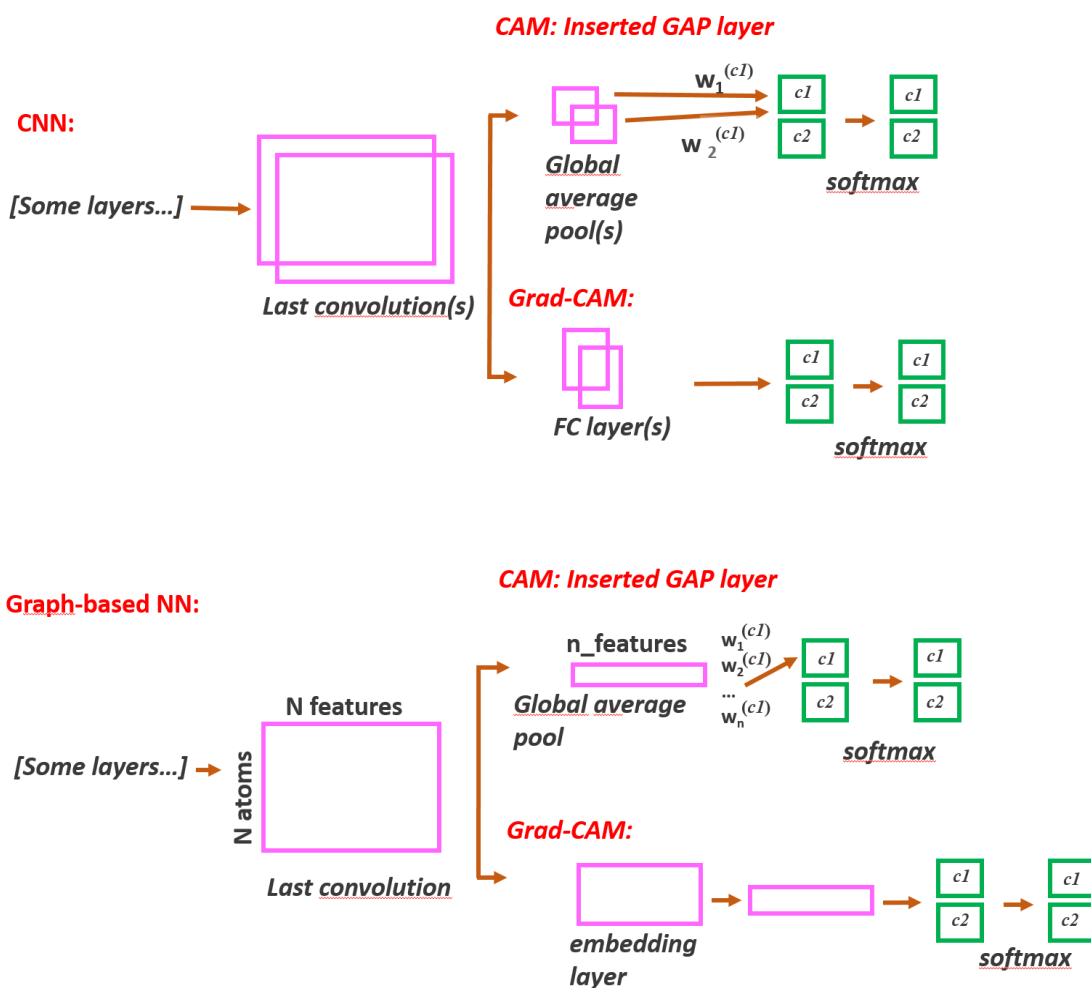 CAM: Inserted GAP layer
CNN:
[Some layers...]
Last convolution(s)
w1(c1)
w2(c1)
Global
average
pool(s)
c1
c2
c1
c2
softmax
Grad-CAM:
FC layer(s)
c1
c2
c1
c2
softmax
CAM: Inserted GAP layer
Graph-based NN:
[Some layers...]
N features
N atoms
Last convolution
n_features
Global average
pool
w1(c1)
w2(c1)
...
wn(c1)
c1
c2
c1
c2
softmax
Grad-CAM:
embedding
layer
c1
c2
c1
c2
softmax